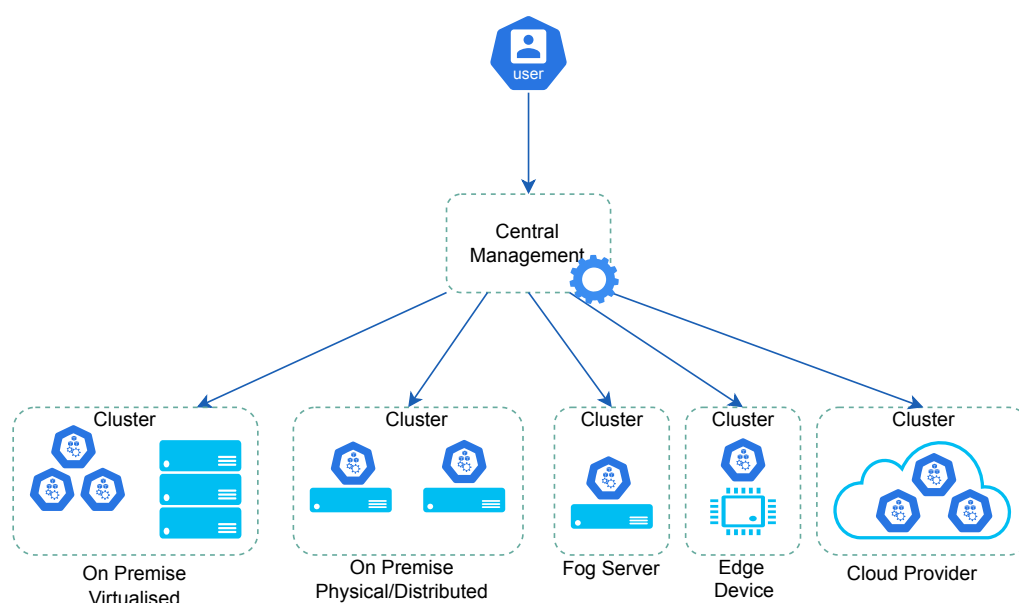 user
Central
Management
Cluster
Cluster
Cluster
Cluster
Cluster
On Premise
Virtualised
On Premise
Physical/Distributed
Fog Server
Edge
Device
Cloud Provider